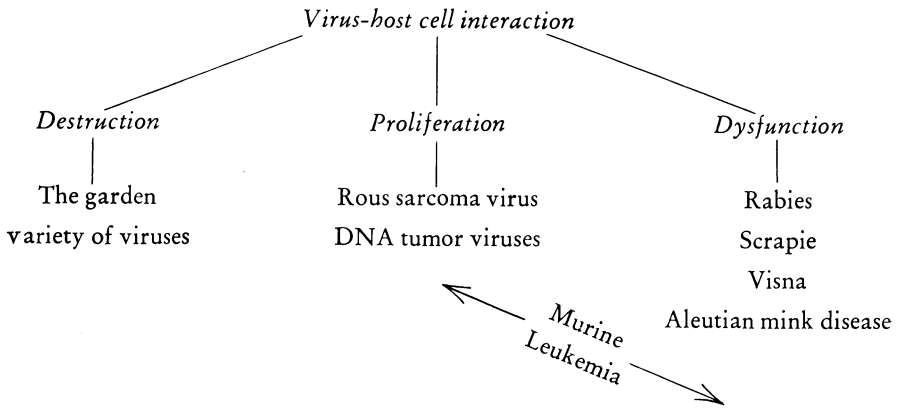 Virus-host cell interaction
Destruction
Proliferation
Dysfunction
The garden
variety of viruses
Rous sarcoma virus
DNA tumor viruses
Rabies
Scrapie
Visna
Aleutian mink disease
Murine
Leukemia